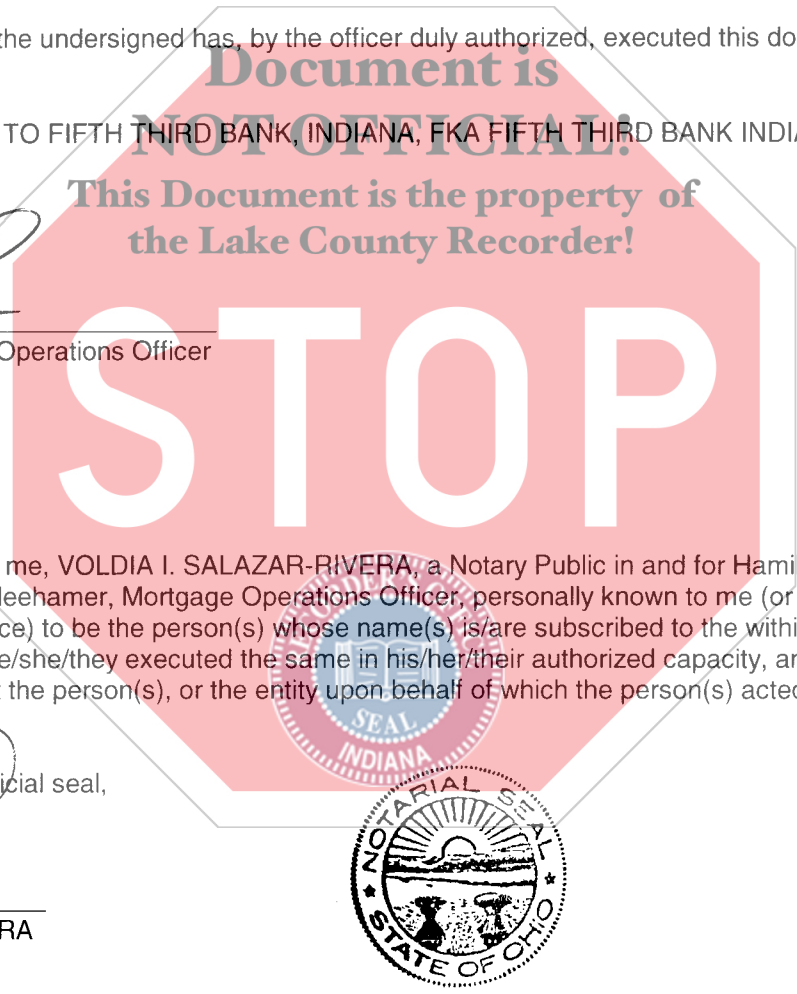 the undersigned has, by the officer duly authorized, executed this do
Document is
TO FIFTH THIRD BANK, INDIANA, FKA FIFTH THIRD BANK INDIA
NOT OFFICIAL!
This Document is the property of
the Lake County Recorder!
Operations Officer
STOP
me, VOLDIA I. SALAZAR-RIVERA, a Notary Public in and for Hami
leehamer, Mortgage Operations Officer, personally known to me (or
ce) to be the person(s) whose name(s) is/are subscribed to the withi
e/she/they executed the same in his/her/their authorized capacity, an
t the person(s), or the entity upon behalf of which the person(s) acted
SEAL
INDIANA
icial seal,
NOTARIAL SEAL
STATE OF OHIO
RA